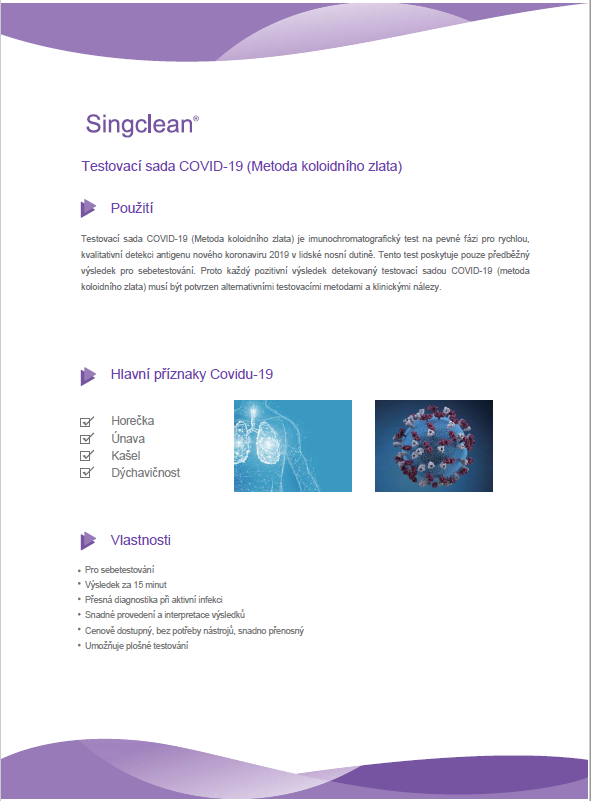 Singclean®
Testovací sada COVID-19 (Metoda koloidního zlata)
Použití
Testovací sada COVID-19 (Metoda koloidního zlata) je imunochromatografický test na pevné fázi pro rychlou,
kvalitativní detekci antigenu nového koronaviru 2019 v lidské nosní dutině. Tento test poskytuje pouze předběžný
výsledek pro sebetestování. Proto každý pozitivní výsledek detekovaný testovací sadou COVID-19 (metoda
koloidního zlata) musí být potvrzen alternativními testovacími metodami a klinickými nálezy.
Hlavní příznaky Covidu-19
Horečka
Únava
Kašel
Dýchavičnost
Vlastnosti
• Pro sebetestování
• Výsledek za 15 minut
• Přesná diagnostika při aktivní infekci
• Snadné provedení a interpretace výsledků
• Cenově dostupný, bez potřeby nástrojů, snadno přenosný
• Umožňuje plošné testování